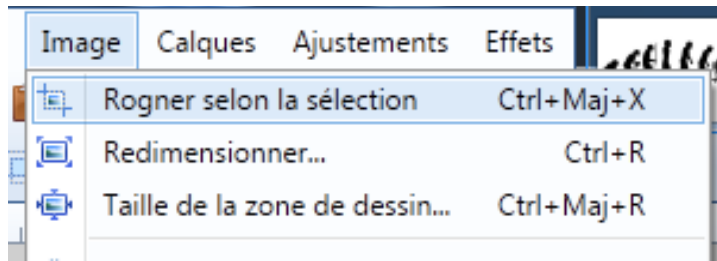 Image Calques Ajustements Effets
Rogner selon la sélection Ctrl+Maj+X
Redimensionner... Ctrl+R
Taille de la zone de dessin... Ctrl+Maj+R